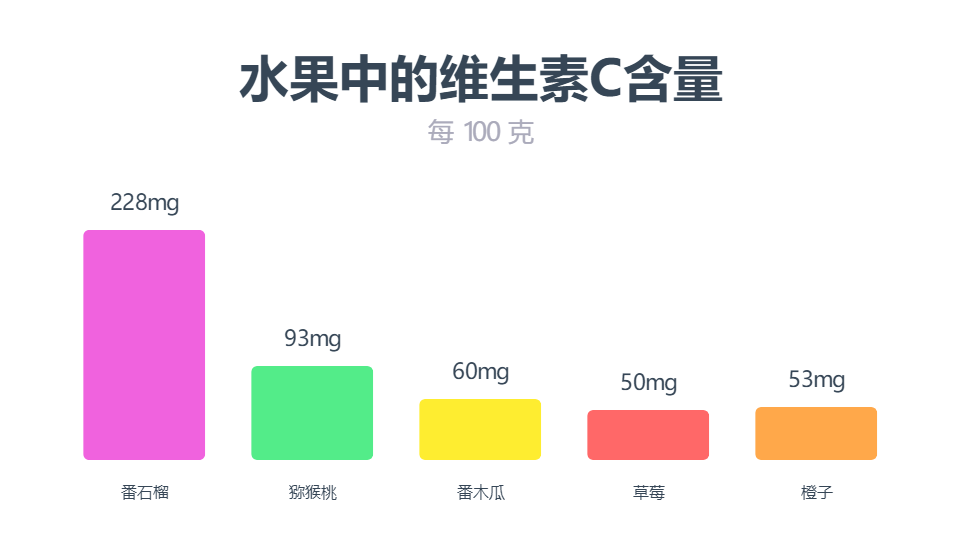 水果中的维生素C含量
每 100 克
228mg
93mg
60mg
50mg
53mg
番石榴
猕猴桃
番木瓜
草莓
橙子